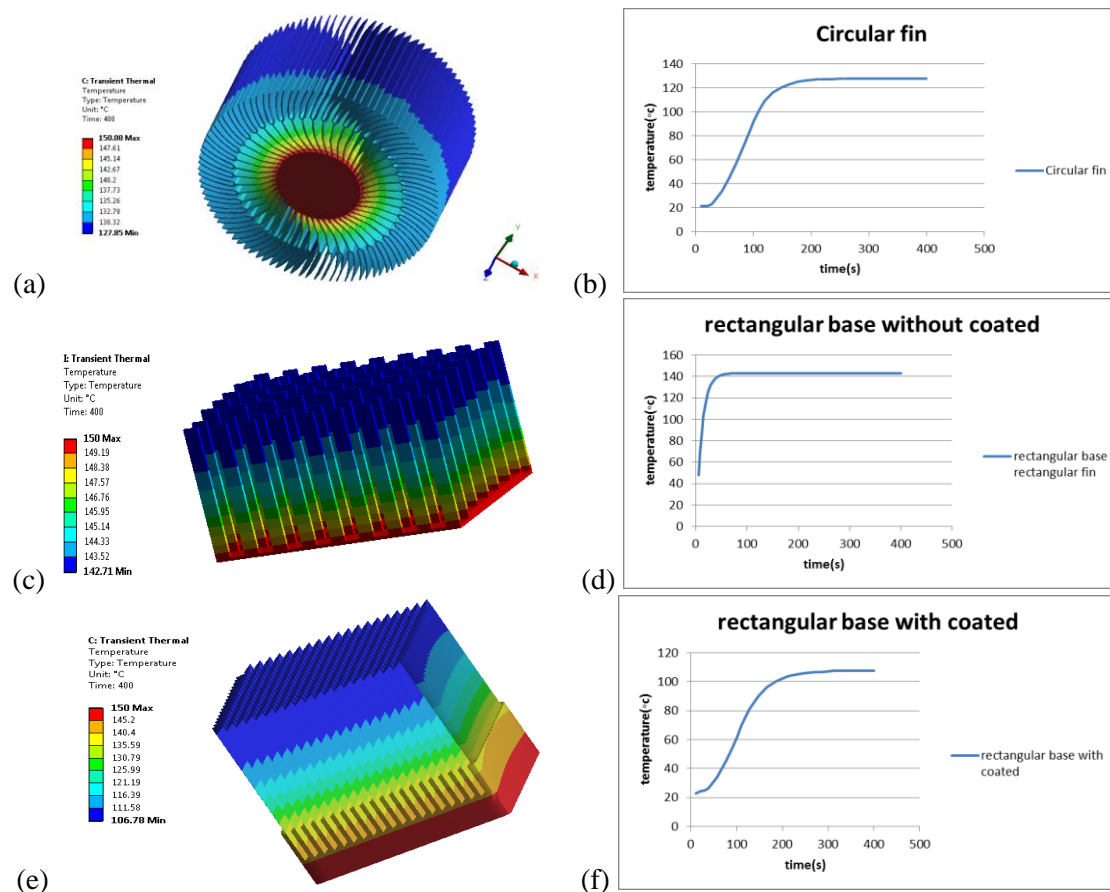 C: Transient Thermal
Temperature
Type: Temperature
Unit: °C
Time: 400
150.08 Max
147.61
145.14
142.67
140.2
137.73
135.26
132.79
130.32
127.85 Min
Y
X
Z
(a)
Circular fin
temperature(◦c)
140
120
100
80
60
40
20
0
0 100 200 300 400 500
time(s)
Circular fin
(b)
I: Transient Thermal
Temperature
Type: Temperature
Unit: °C
Time: 400
150 Max
149.19
148.38
147.57
146.76
145.95
145.14
144.33
143.52
142.71 Min
(c)
rectangular base without coated
temperature(◦c)
160
140
120
100
80
60
40
20
0
0 100 200 300 400 500
time(s)
rectangular base
rectangular fin
(d)
C: Transient Thermal
Temperature
Type: Temperature
Unit: °C
Time: 400
150 Max
145.2
140.4
135.59
130.79
125.99
121.19
116.39
111.58
106.78 Min
(e)
rectangular base with coated
temperature(◦c)
120
100
80
60
40
20
0
0 100 200 300 400 500
time(s)
rectangular base with
coated
(f)